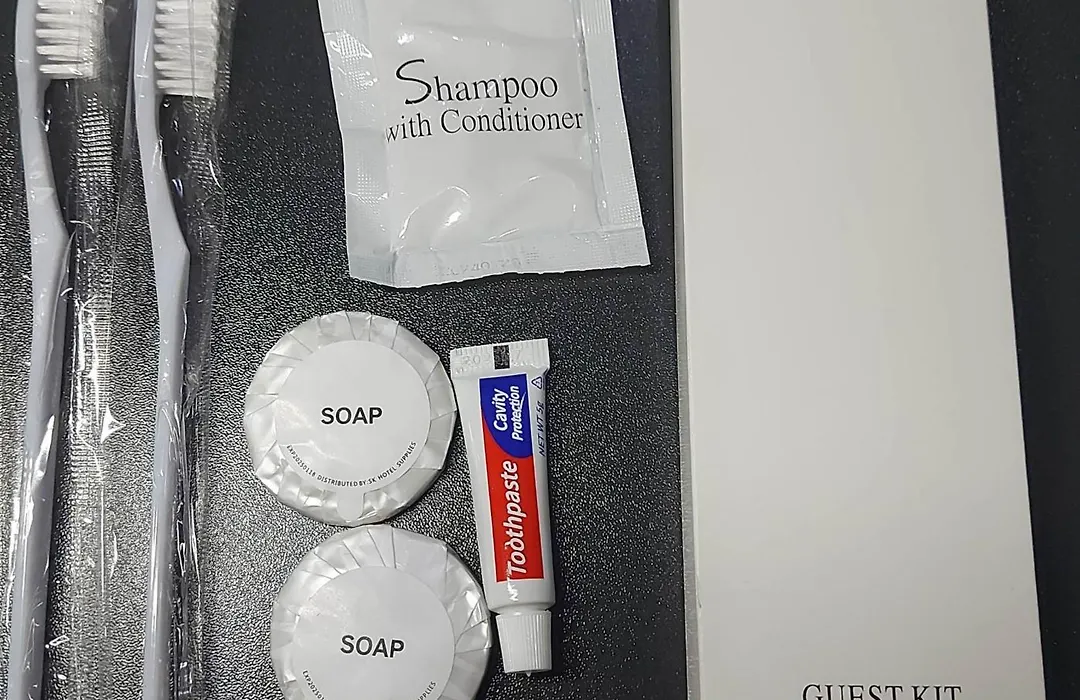 Shampoo
with Conditioner
SOAP
DISTRIBUTED BY:SK HOTEL SUPPLIES
Cavity
Protection
Toothpaste
NET WT 5g
SOAP
GUEST KIT